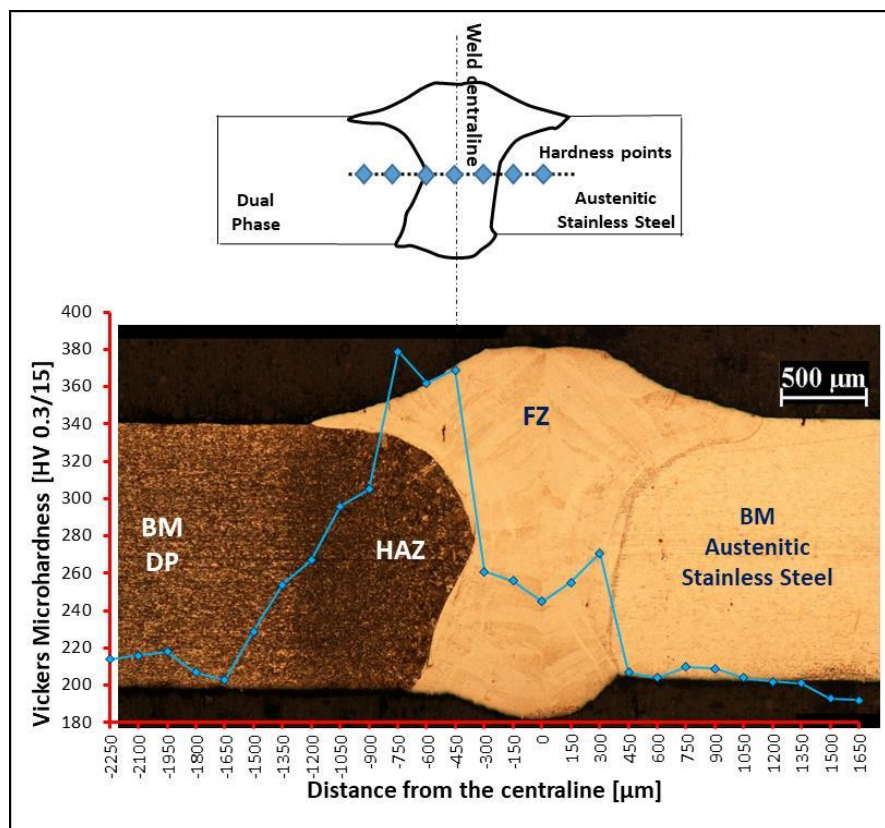 Weld centraline
Hardness points
Dual
Phase
Austenitic
Stainless Steel
Vickers Microhardness [HV 0.3/15]
400
380
360
340
320
300
280
260
240
220
200
180
500 µm
FZ
BM
DP
HAZ
BM
Austenitic
Stainless Steel
-2250
-2100
-1950
-1800
-1650
-1500
-1350
-1200
-1050
-900
-750
-600
-450
-300
-150
0
150
300
450
600
750
900
1050
1200
1350
1500
1650
Distance from the centraline [µm]